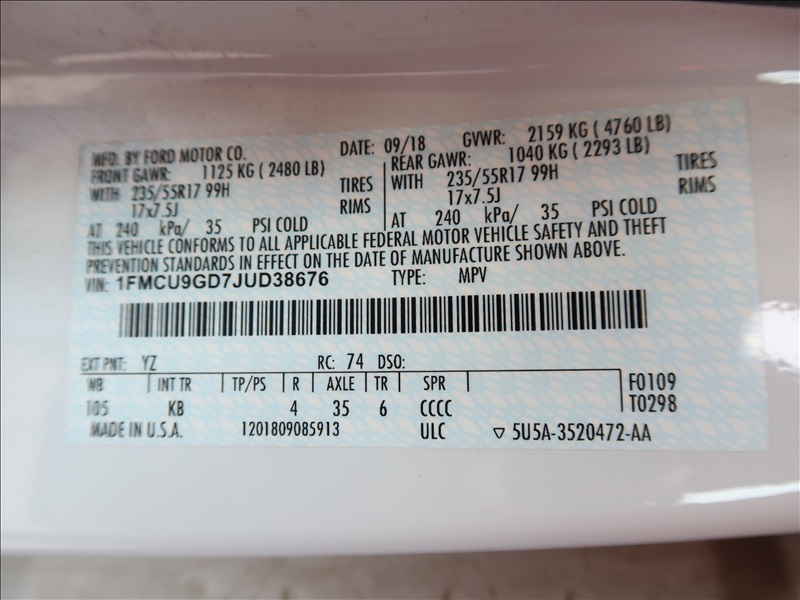 MFD. BY FORD MOTOR CO. DATE: 09/18 GVWR: 2159 KG ( 4760 LB)
FRONT GAWR: 1125 KG ( 2480 LB) REAR GAWR: 1040 KG ( 2293 LB)
WITH 235/55R17 99H TIRES WITH 235/55R17 99H TIRES
17x7.5J RIMS 17x7.5J RIMS
AT 240 kPa/ 35 PSI COLD AT 240 kPa/ 35 PSI COLD
THIS VEHICLE CONFORMS TO ALL APPLICABLE FEDERAL MOTOR VEHICLE SAFETY AND THEFT
PREVENTION STANDARDS IN EFFECT ON THE DATE OF MANUFACTURE SHOWN ABOVE.
VIN: 1FMCU9GD7JUD38676 TYPE: MPV
EXT PNT: YZ RC: 74 DSO:
WB INT TR TP/PS R AXLE TR SPR F0109
105 KB 4 35 6 CCCC T0298
MADE IN U.S.A. 1201809085913 ULC ▽ 5U5A-3520472-AA